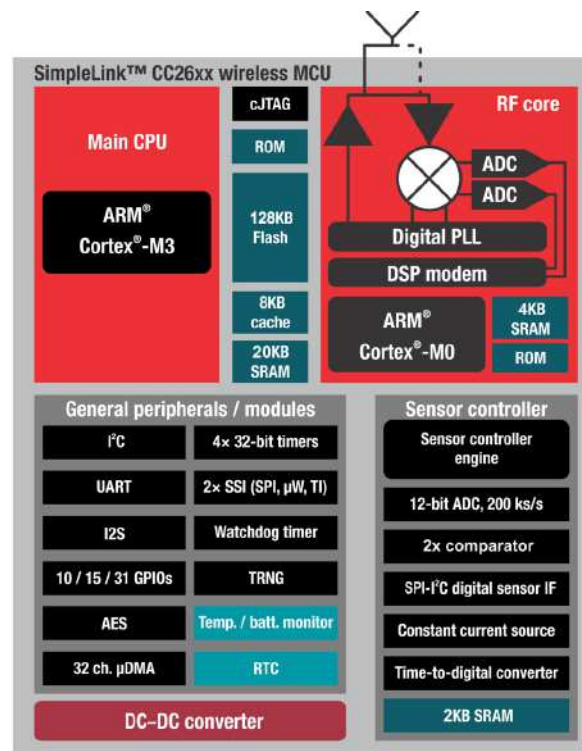 SimpleLink™ CC26xx wireless MCU
Main CPU
ARM®
Cortex®-M3
cJTAG
ROM
128KB
Flash
8KB
cache
20KB
SRAM
RF core
ADC
ADC
Digital PLL
DSP modem
ARM®
Cortex®-M0
4KB
SRAM
ROM
General peripherals / modules
I²C
4× 32-bit timers
UART
2× SSI (SPI, µW, TI)
I2S
Watchdog timer
10 / 15 / 31 GPIOs
TRNG
AES
Temp. / batt. monitor
32 ch. µDMA
RTC
DC–DC converter
Sensor controller
Sensor controller
engine
12-bit ADC, 200 ks/s
2x comparator
SPI-I²C digital sensor IF
Constant current source
Time-to-digital converter
2KB SRAM